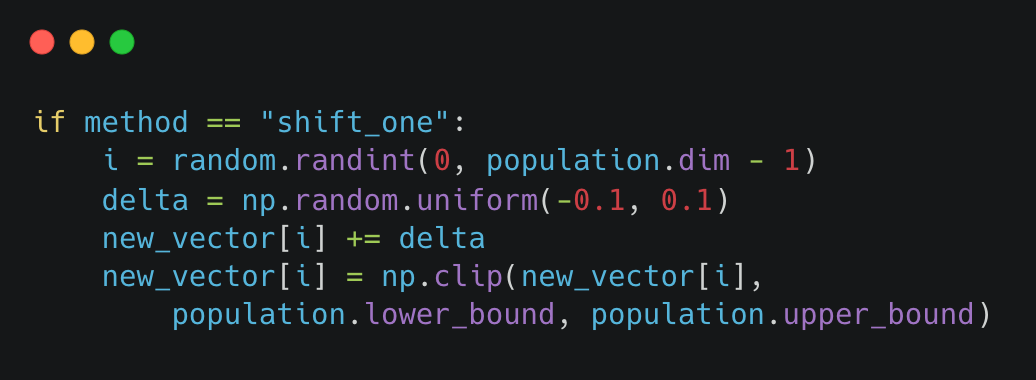 if method == "shift_one":
    i = random.randint(0, population.dim - 1)
    delta = np.random.uniform(-0.1, 0.1)
    new_vector[i] += delta
    new_vector[i] = np.clip(new_vector[i],
        population.lower_bound, population.upper_bound)